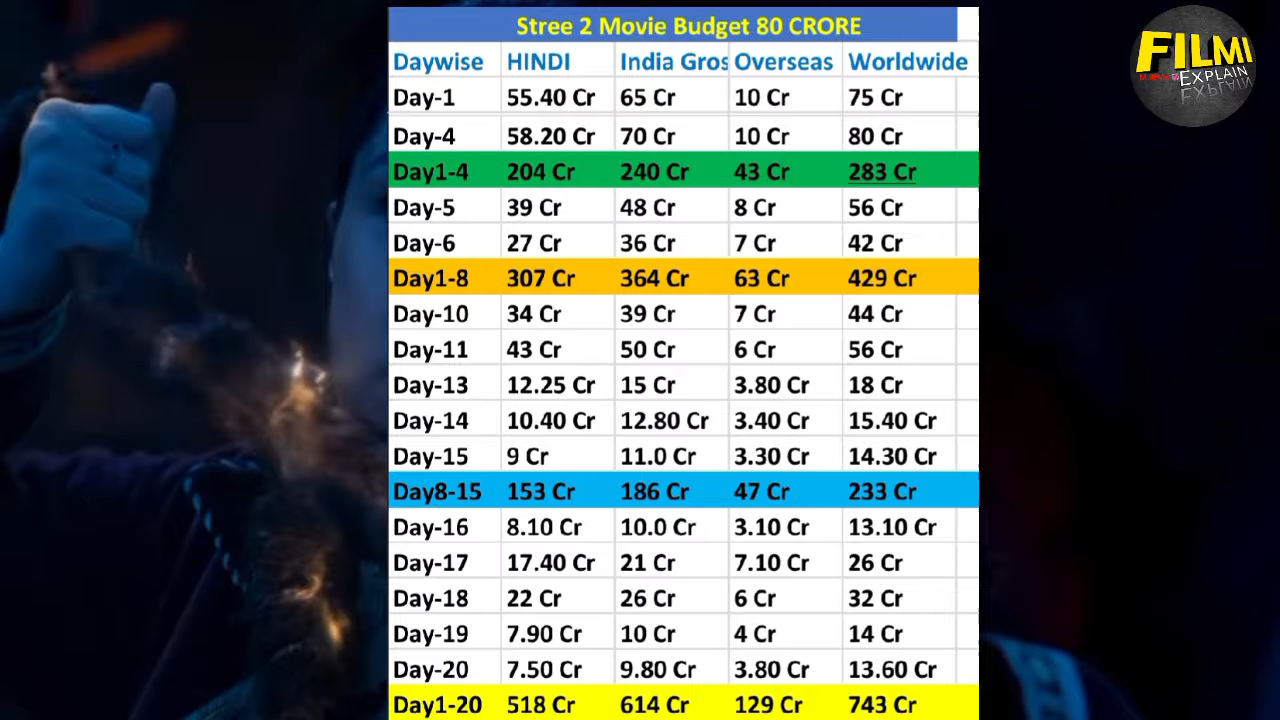 Stree 2 Movie Budget 80 CRORE
Daywise HINDI India Gros Overseas Worldwide
Day-1 55.40 Cr 65 Cr 10 Cr 75 Cr
Day-4 58.20 Cr 70 Cr 10 Cr 80 Cr
Day1-4 204 Cr 240 Cr 43 Cr 283 Cr
Day-5 39 Cr 48 Cr 8 Cr 56 Cr
Day-6 27 Cr 36 Cr 7 Cr 42 Cr
Day1-8 307 Cr 364 Cr 63 Cr 429 Cr
Day-10 34 Cr 39 Cr 7 Cr 44 Cr
Day-11 43 Cr 50 Cr 6 Cr 56 Cr
Day-13 12.25 Cr 15 Cr 3.80 Cr 18 Cr
Day-14 10.40 Cr 12.80 Cr 3.40 Cr 15.40 Cr
Day-15 9 Cr 11.0 Cr 3.30 Cr 14.30 Cr
Day8-15 153 Cr 186 Cr 47 Cr 233 Cr
Day-16 8.10 Cr 10.0 Cr 3.10 Cr 13.10 Cr
Day-17 17.40 Cr 21 Cr 7.10 Cr 26 Cr
Day-18 22 Cr 26 Cr 6 Cr 32 Cr
Day-19 7.90 Cr 10 Cr 4 Cr 14 Cr
Day-20 7.50 Cr 9.80 Cr 3.80 Cr 13.60 Cr
Day1-20 518 Cr 614 Cr 129 Cr 743 Cr
FILMI
EXPLAIN